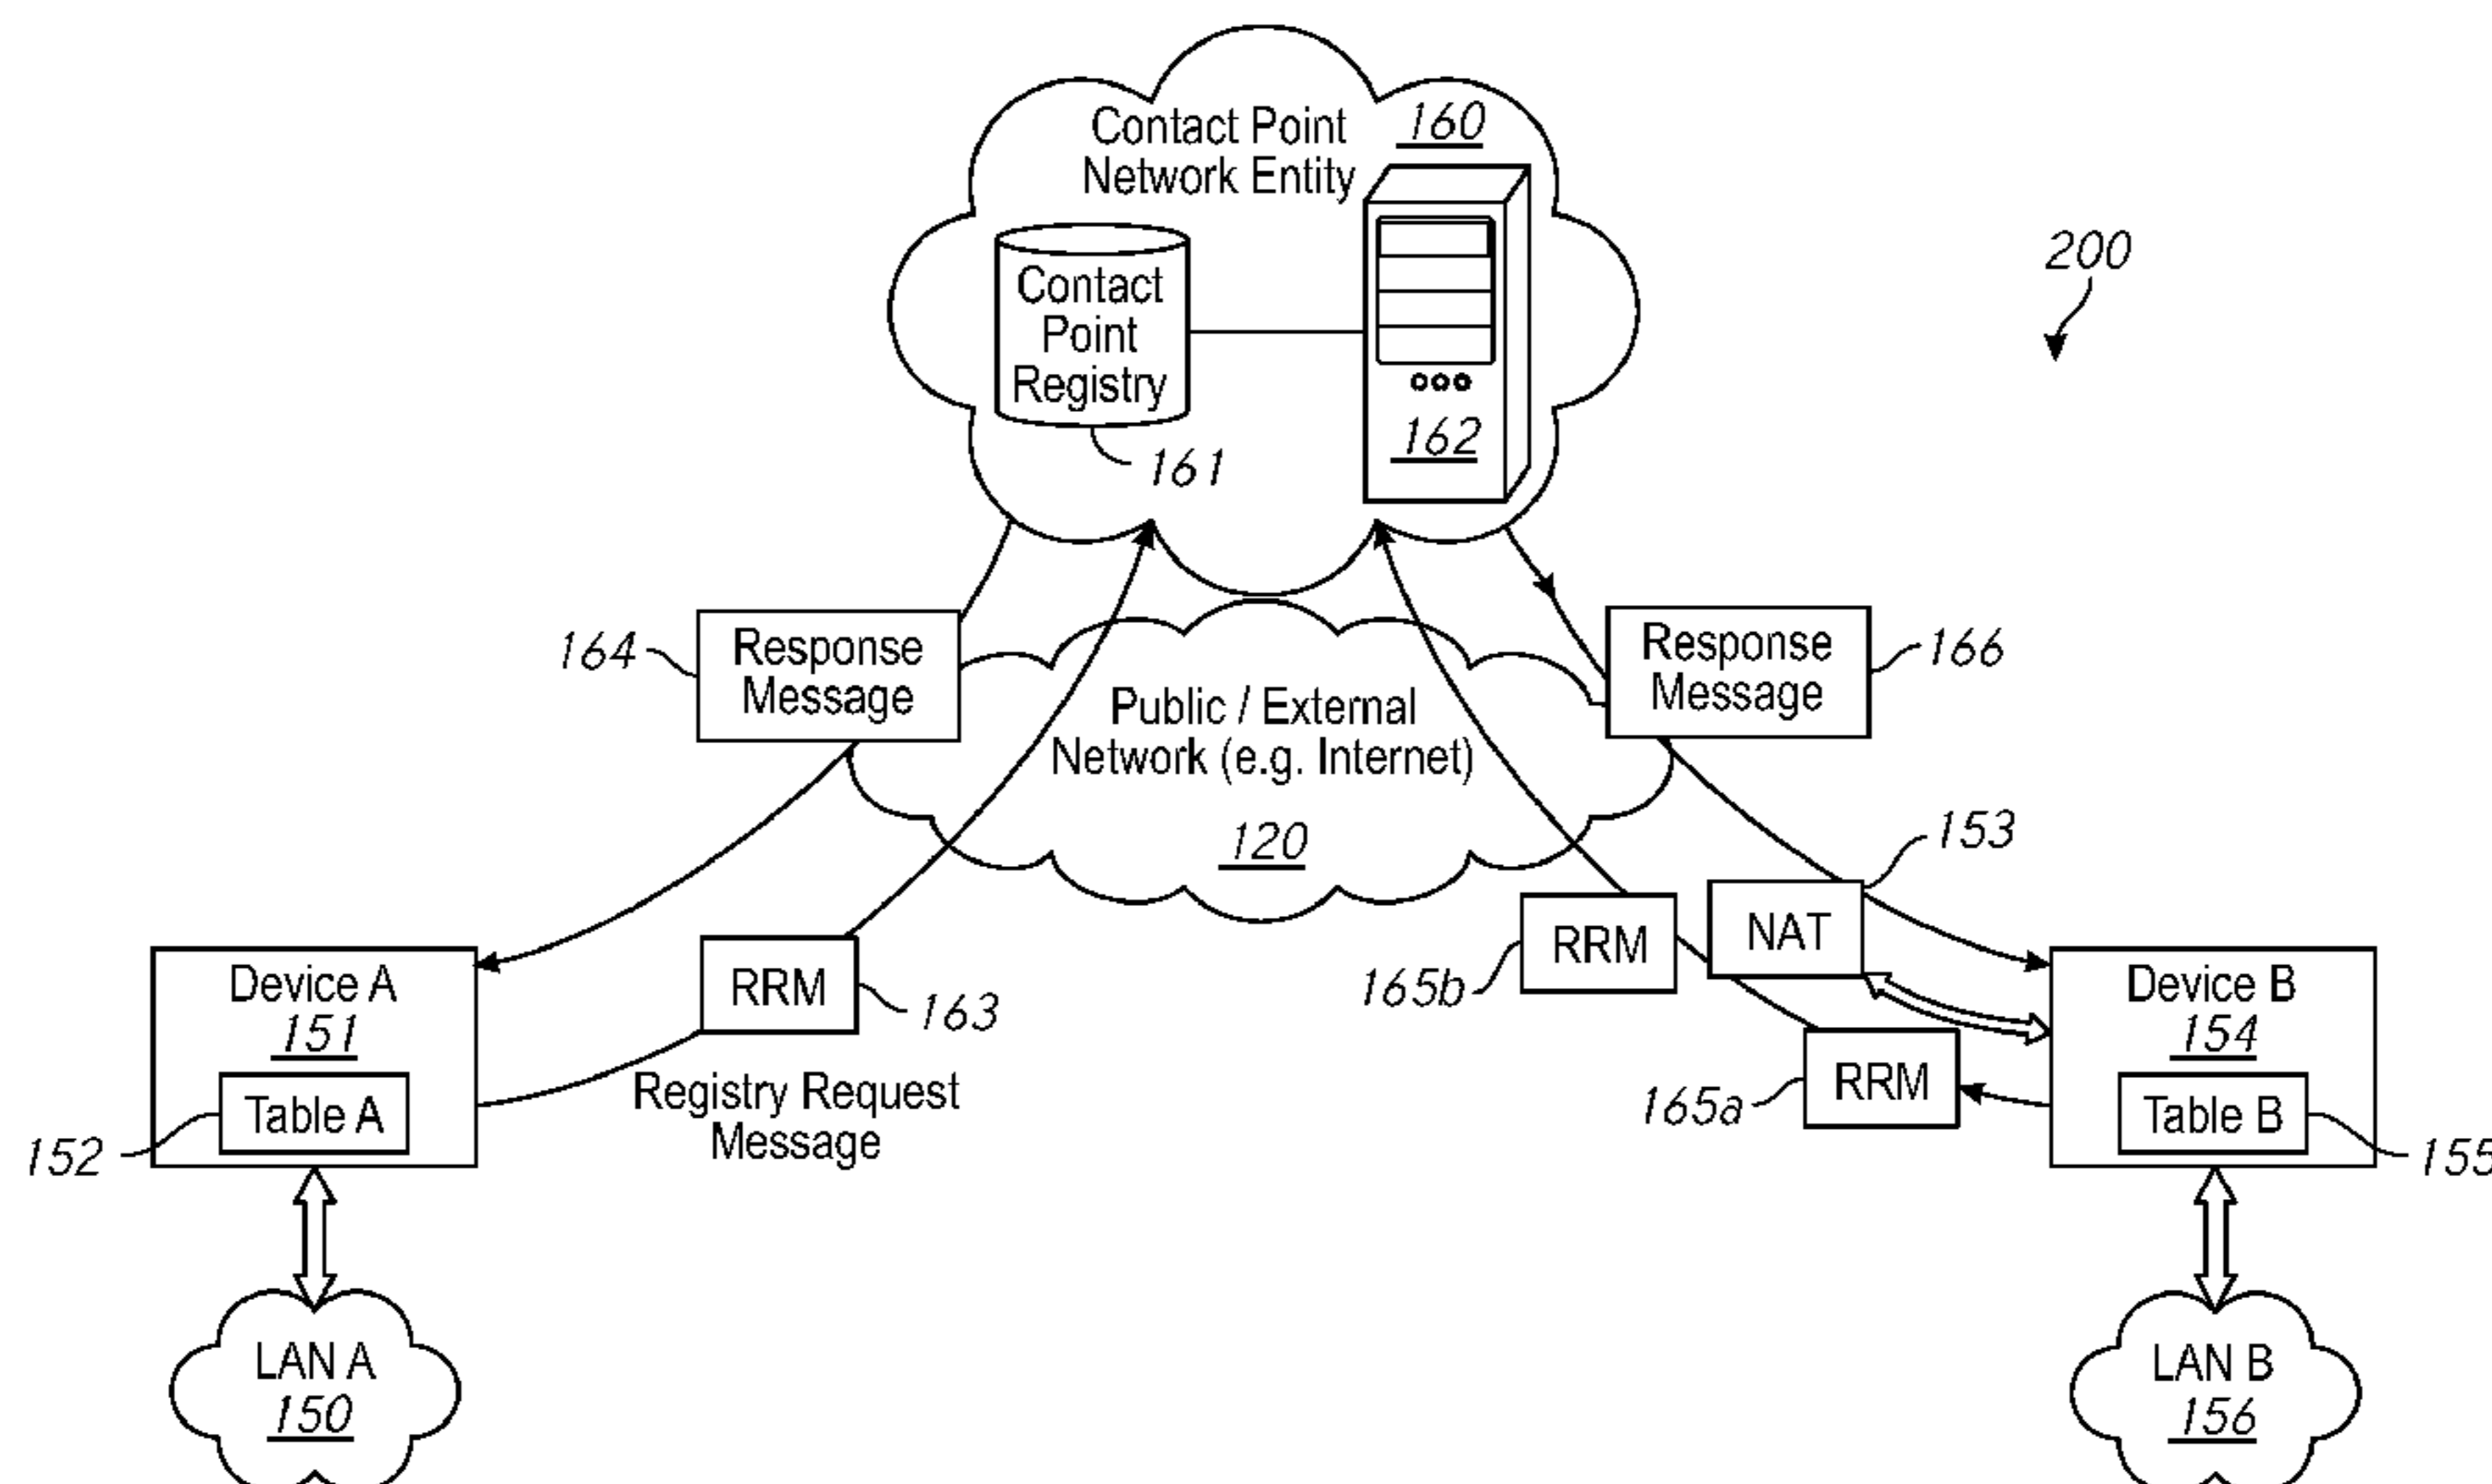 Contact Point
Network Entity
160
Contact
Point
Registry
161
162
200
164
Response
Message
Response
Message
166
Public / External
Network (e.g. Internet)
120
153
NAT
RRM
165b
RRM
165a
Device A
151
Table A
152
RRM
163
Registry Request
Message
Device B
154
Table B
155
LAN A
150
LAN B
156